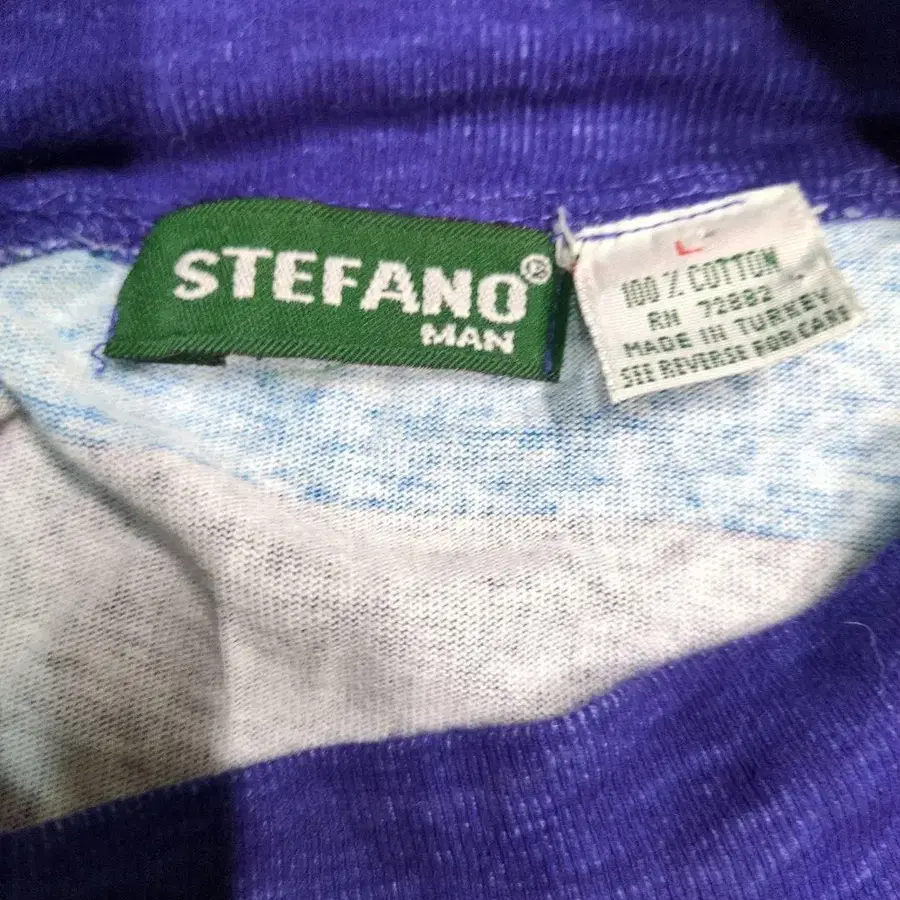 STEFANO®
MAN
L
100% COTTON
RN 72882
MADE IN TURKEY
SEE REVERSE FOR CARE